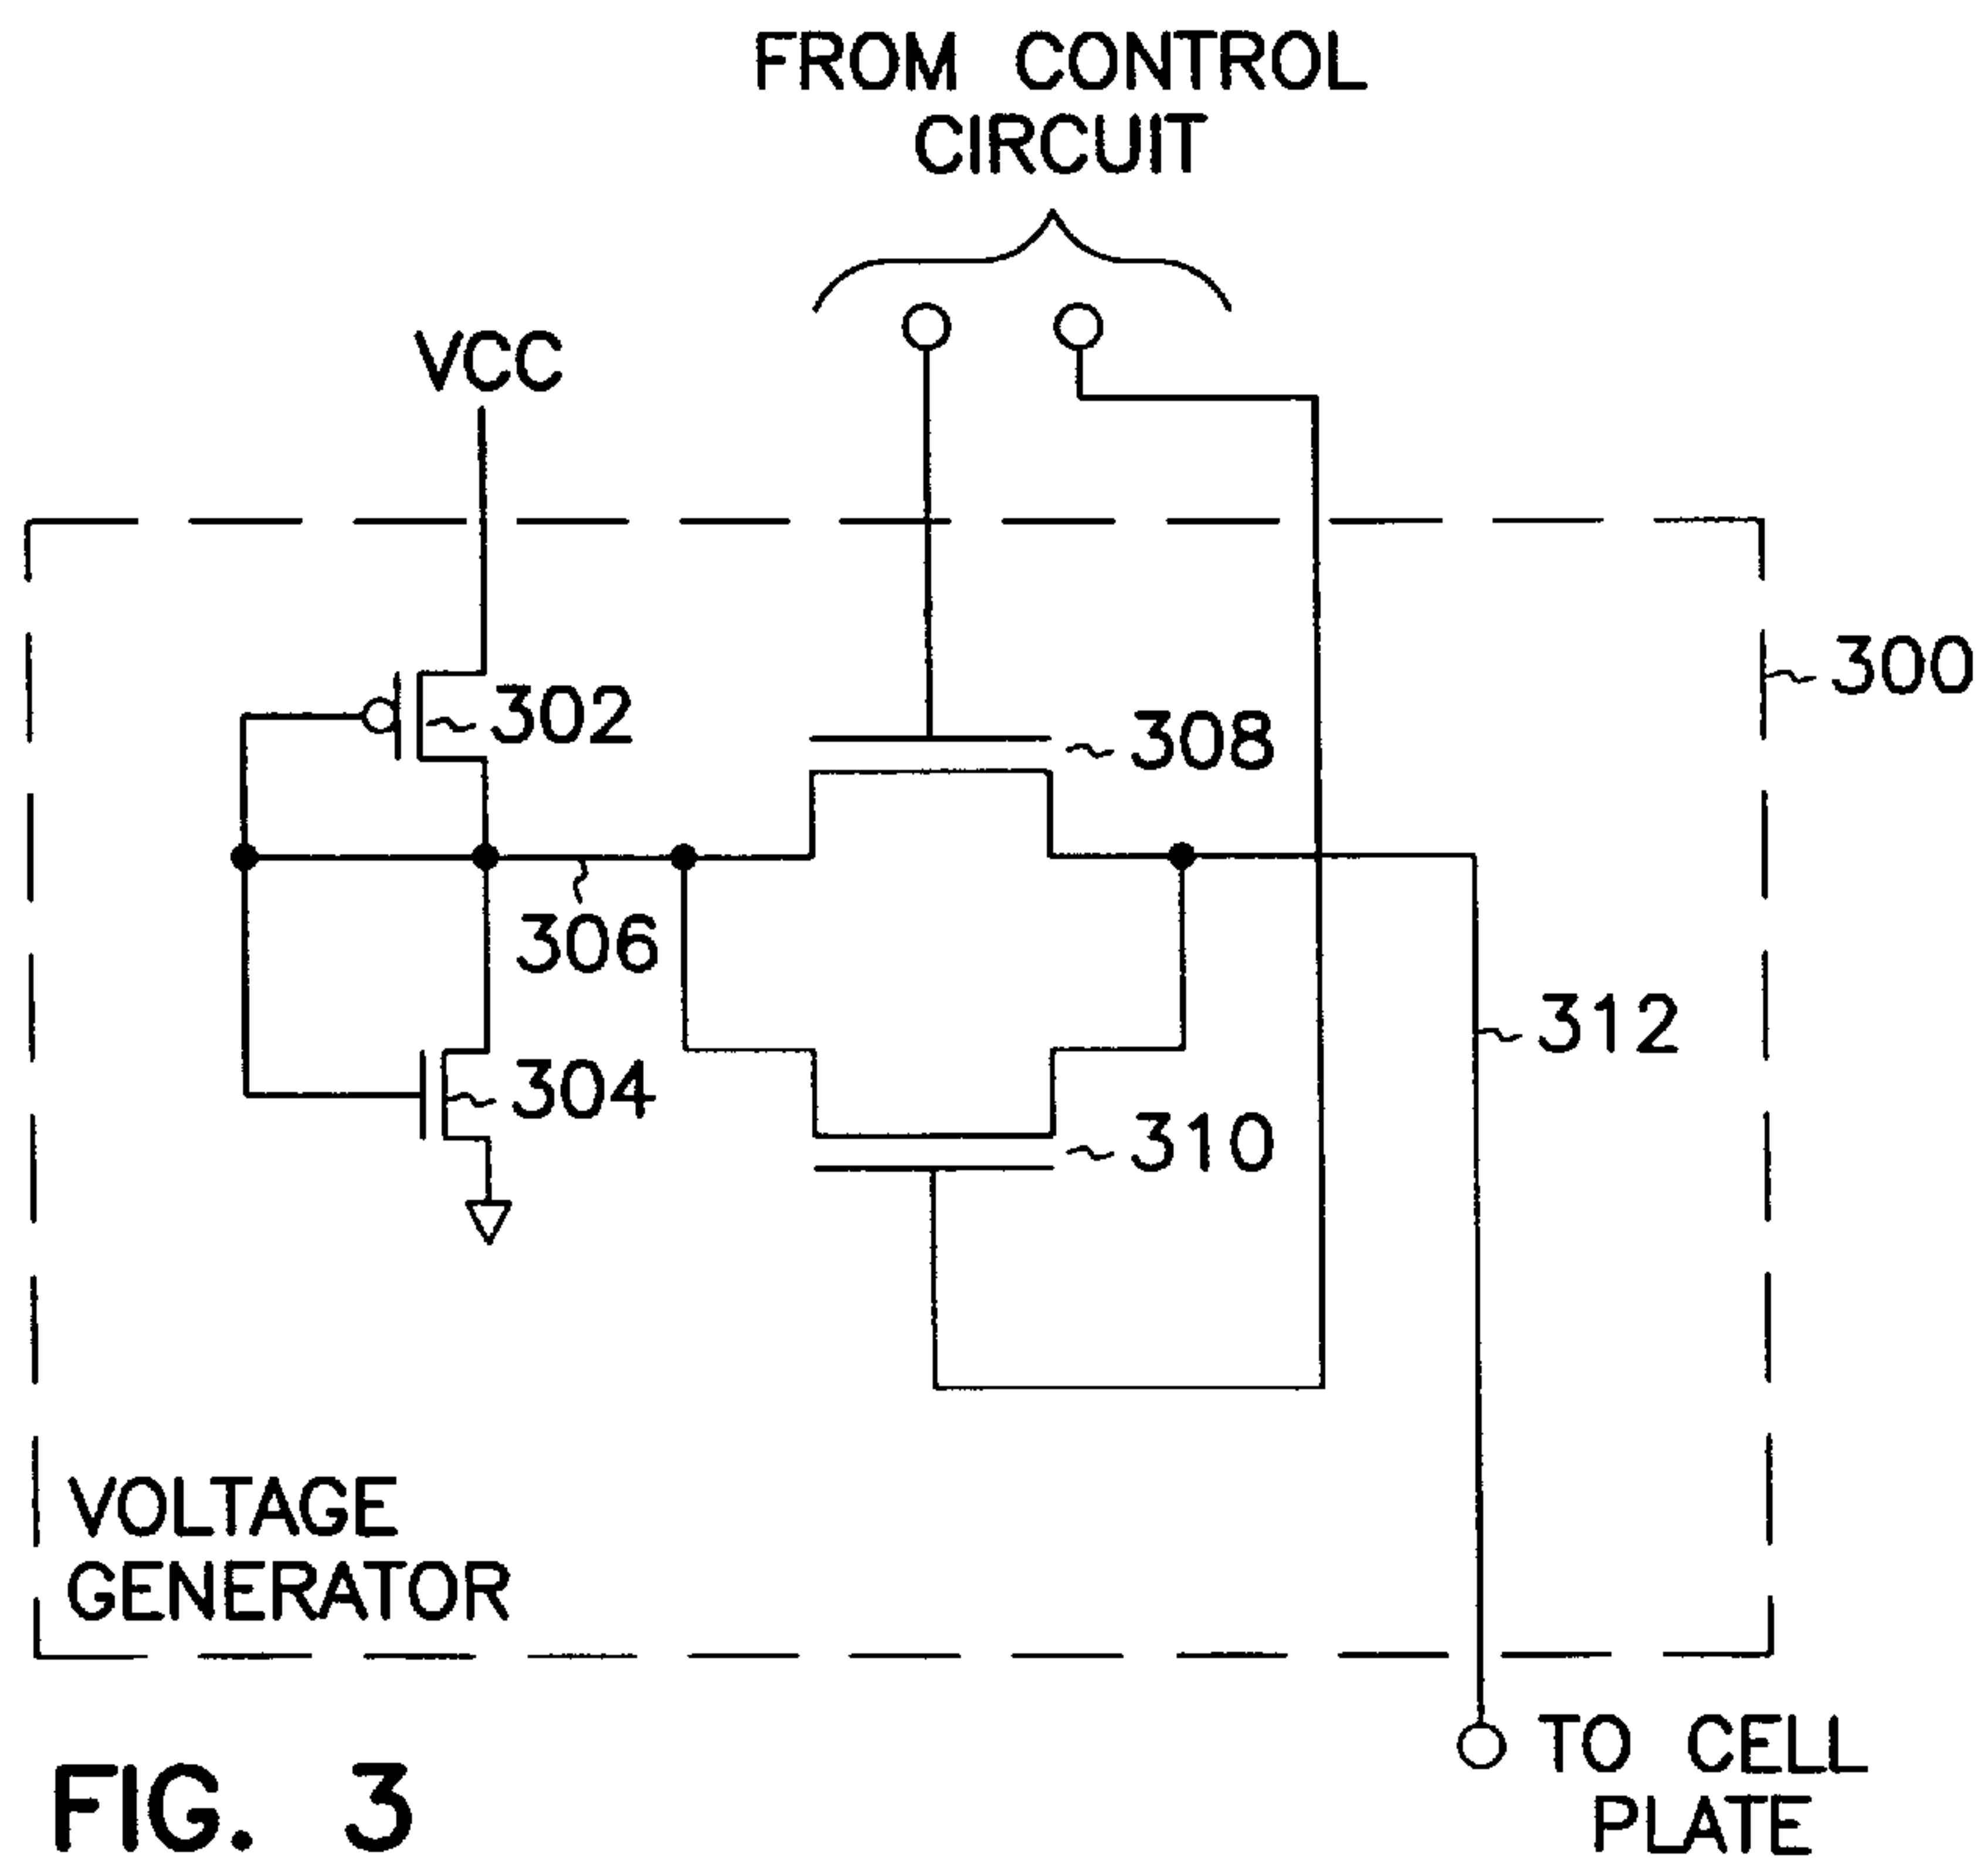 FROM CONTROL
CIRCUIT
VCC
300
302
308
306
312
304
310
VOLTAGE
GENERATOR
TO CELL
PLATE
FIG. 3